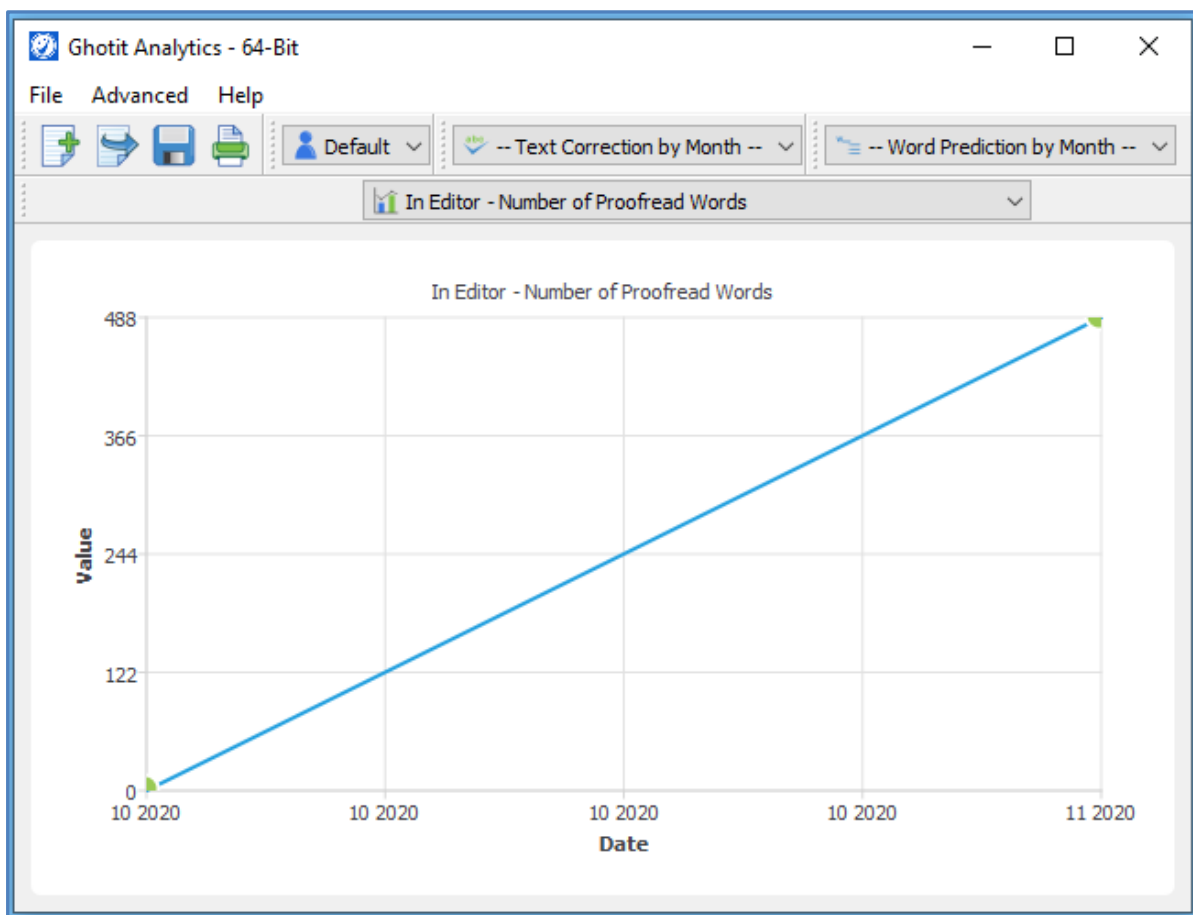 Ghotit Analytics - 64-Bit
File Advanced Help
Default -- Text Correction by Month -- -- Word Prediction by Month --
In Editor - Number of Proofread Words
In Editor - Number of Proofread Words
488
366
244
122
0
Value
10 2020 10 2020 10 2020 10 2020 11 2020
Date